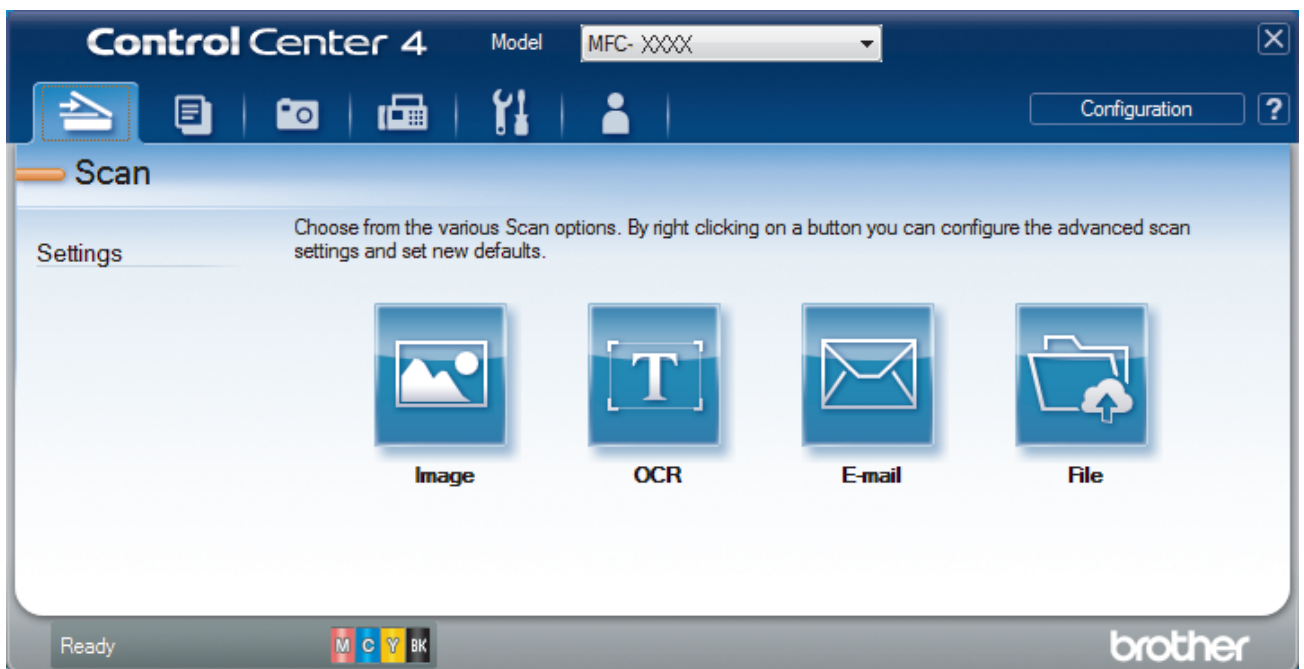 ControlCenter 4 Model MFC- XXXX
Configuration ?
Scan
Settings
Choose from the various Scan options. By right clicking on a button you can configure the advanced scan
settings and set new defaults.
T
Image OCR E-mail File
Ready M C Y BK brother